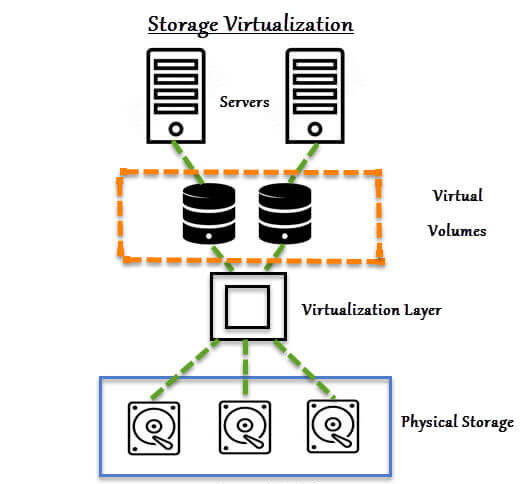 Storage Virtualization
Servers
Virtual
Volumes
Virtualization Layer
Physical Storage